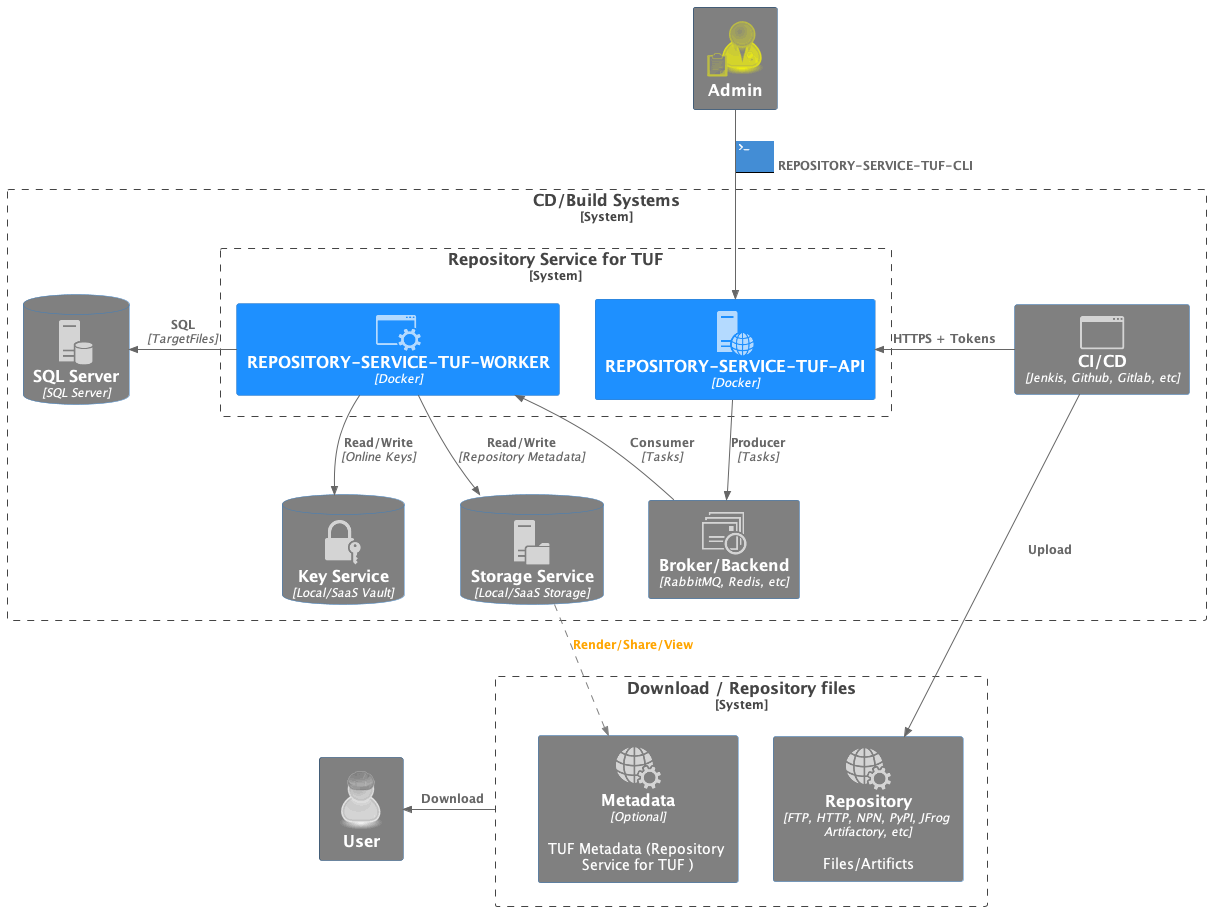 Admin
>_
REPOSITORY-SERVICE-TUF-CLI
CD/Build Systems
[System]
Repository Service for TUF
[System]
SQL Server
[SQL Server]
SQL
[TargetFiles]
REPOSITORY-SERVICE-TUF-WORKER
[Docker]
REPOSITORY-SERVICE-TUF-API
[Docker]
HTTPS + Tokens
CI/CD
[Jenkis, Github, Gitlab, etc]
Read/Write
[Online Keys]
Read/Write
[Repository Metadata]
Consumer
[Tasks]
Producer
[Tasks]
Key Service
[Local/SaaS Vault]
Storage Service
[Local/SaaS Storage]
Broker/Backend
[RabbitMQ, Redis, etc]
Upload
Render/Share/View
Download / Repository files
[System]
User
Download
Metadata
[Optional]
TUF Metadata (Repository
Service for TUF )
Repository
[FTP, HTTP, NPN, PyPI, JFrog
Artifactory, etc]
Files/Artificts